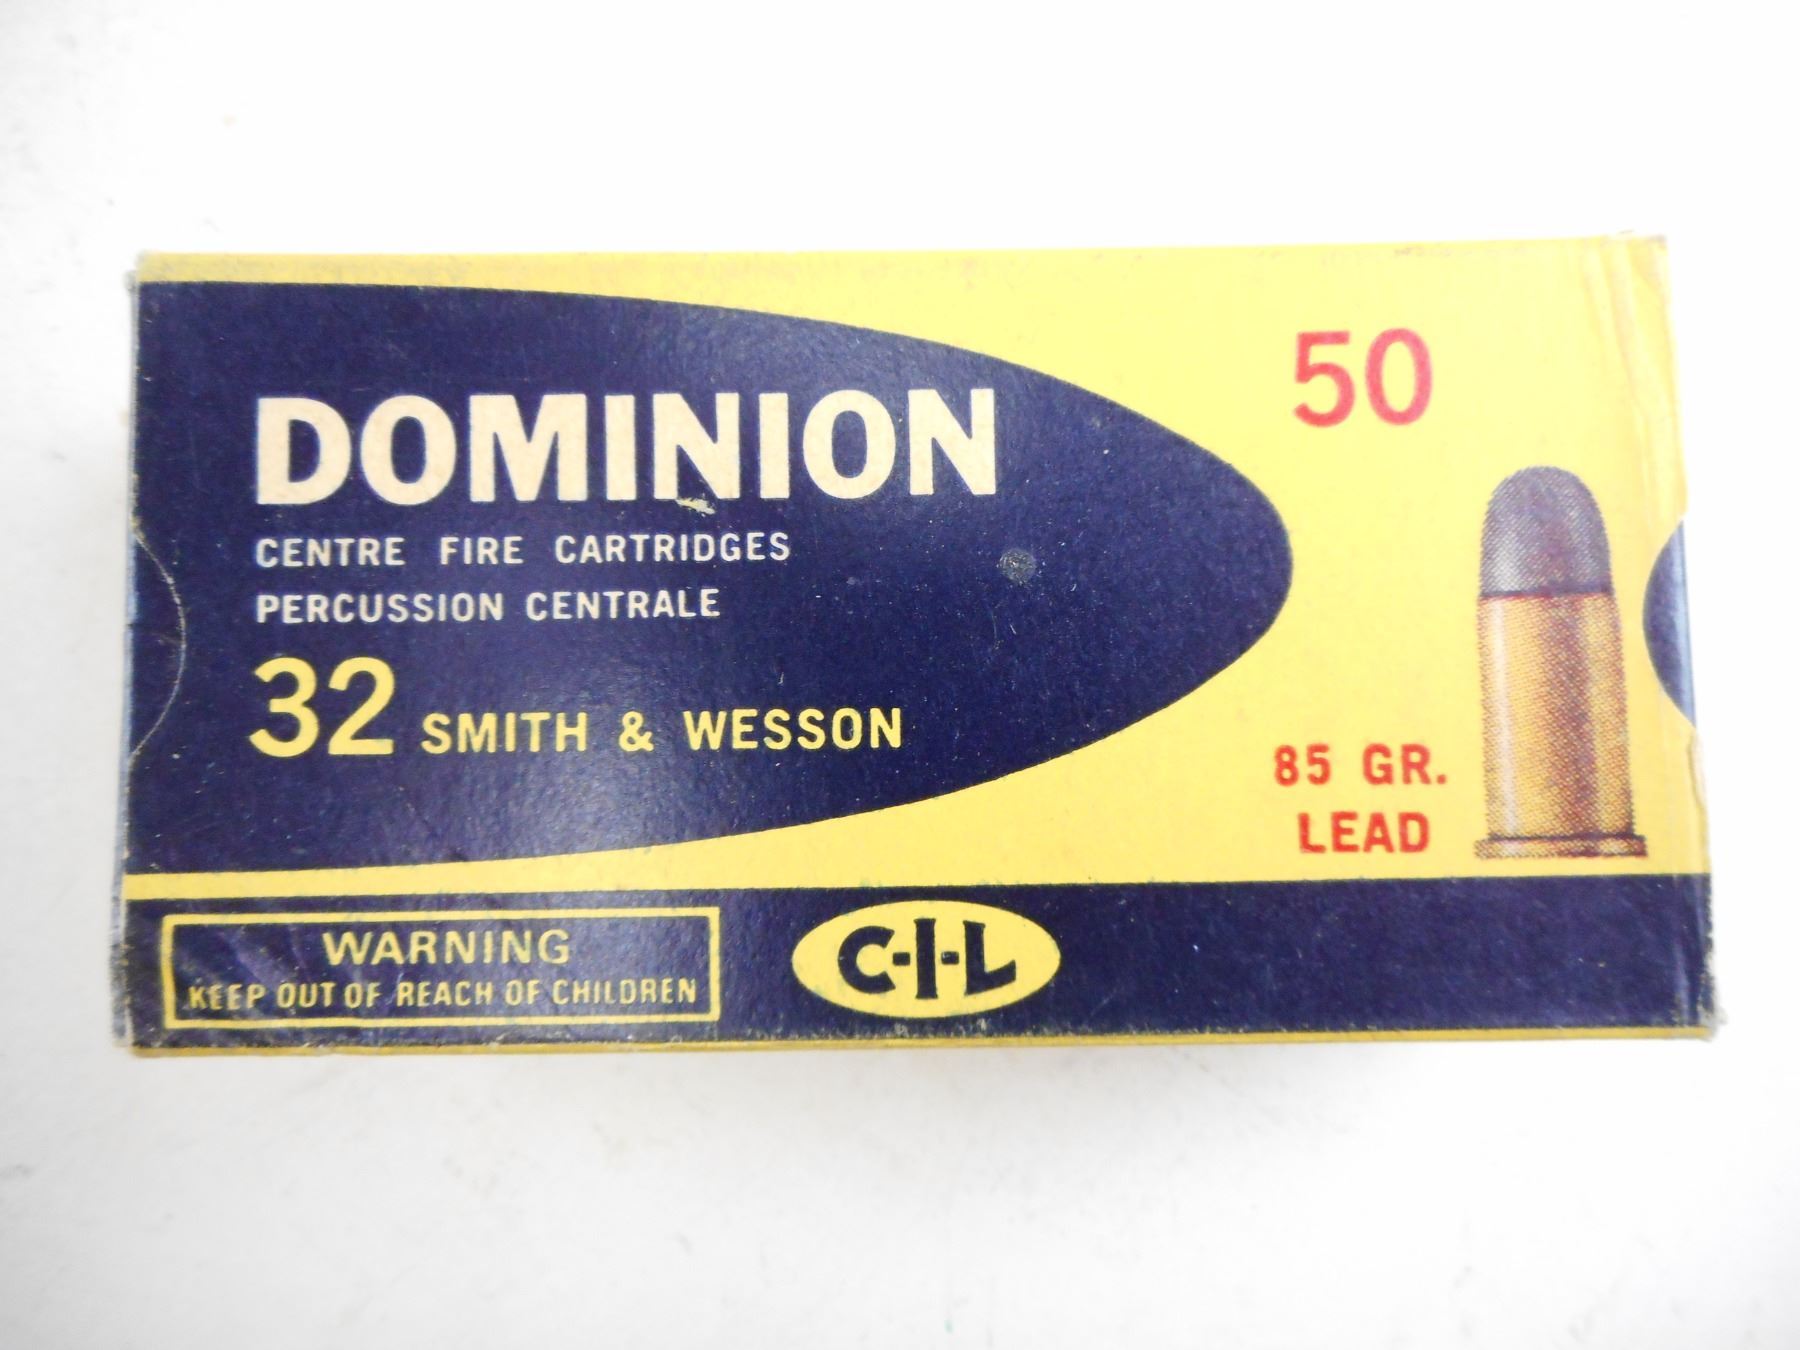 DOMINION
CENTRE FIRE CARTRIDGES
PERCUSSION CENTRALE
32 SMITH & WESSON
50
85 GR.
LEAD
WARNING
KEEP OUT OF REACH OF CHILDREN
C-I-L